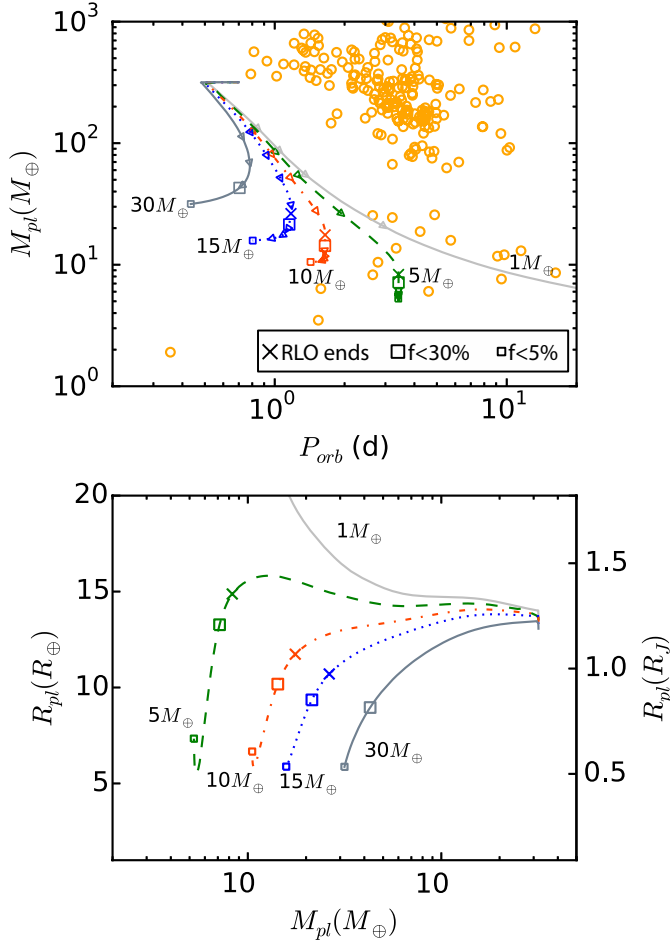 10³
10²
10¹
10⁰
M_pl(M_⊕)
30M_⊕
15M_⊕
10M_⊕
5M_⊕
1M_⊕
RLO ends
f<30%
f<5%
10⁰
10¹
P_orb (d)
20
15
10
5
R_pl(R_⊕)
1M_⊕
5M_⊕
10M_⊕
15M_⊕
30M_⊕
1.5
1.0
0.5
R_pl(R_J)
10
10
M_pl(M_⊕)